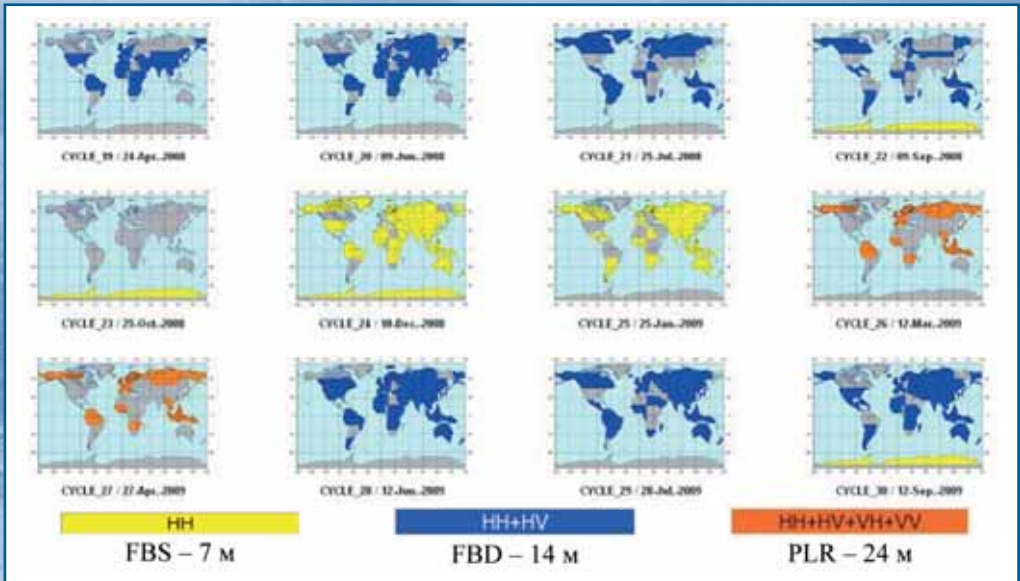 CYCLE_19 / 24-Apr.-2008
CYCLE_20 / 09-Jun.-2008
CYCLE_21 / 25-Jul.-2008
CYCLE_22 / 09-Sep.-2008
CYCLE_23 / 25-Oct.-2008
CYCLE_24 / 10-Dec.-2008
CYCLE_25 / 25-Jan.-2009
CYCLE_26 / 12-Mar.-2009
CYCLE_27 / 27-Apr.-2009
CYCLE_28 / 12-Jun.-2009
CYCLE_29 / 28-Jul.-2009
CYCLE_30 / 12-Sep.-2009
HH
HH+HV
HH+HV+VH+VV
FBS – 7 м
FBD – 14 м
PLR – 24 м